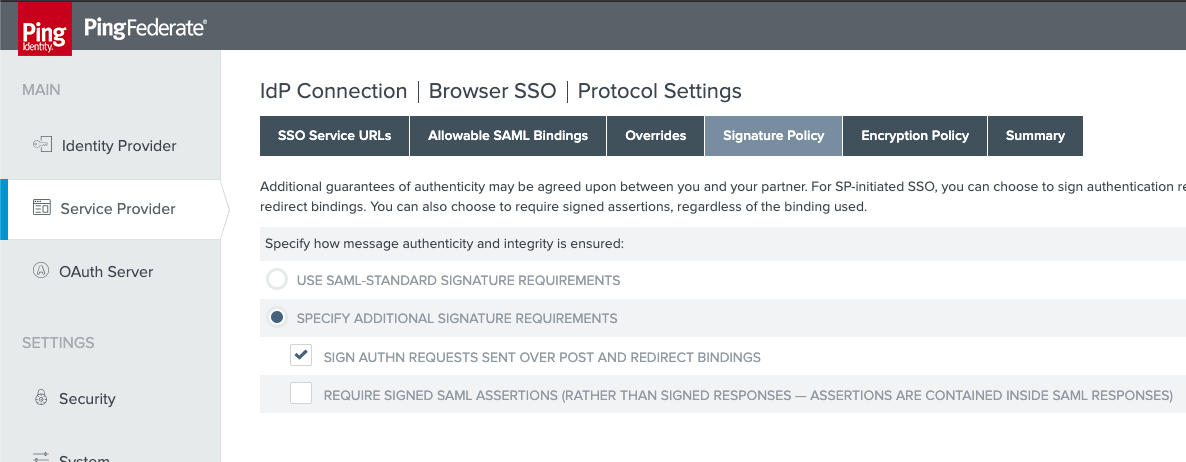 Ping
Identity.
PingFederate®
MAIN
Identity Provider
Service Provider
OAuth Server
SETTINGS
Security
System
IdP Connection | Browser SSO | Protocol Settings
SSO Service URLs
Allowable SAML Bindings
Overrides
Signature Policy
Encryption Policy
Summary
Additional guarantees of authenticity may be agreed upon between you and your partner. For SP-initiated SSO, you can choose to sign authentication
redirect bindings. You can also choose to require signed assertions, regardless of the binding used.
Specify how message authenticity and integrity is ensured:
USE SAML-STANDARD SIGNATURE REQUIREMENTS
SPECIFY ADDITIONAL SIGNATURE REQUIREMENTS
SIGN AUTHN REQUESTS SENT OVER POST AND REDIRECT BINDINGS
REQUIRE SIGNED SAML ASSERTIONS (RATHER THAN SIGNED RESPONSES — ASSERTIONS ARE CONTAINED INSIDE SAML RESPONSES)